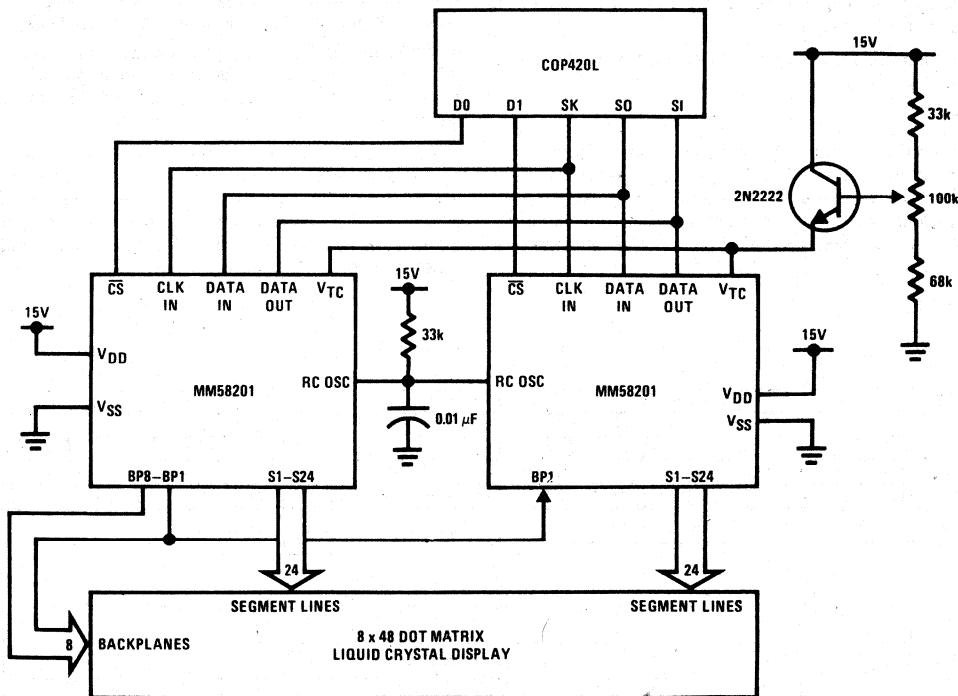 COP420L
D0 D1 SK SO SI
15V
33k
2N2222
100k
68k
CS CLK IN DATA IN DATA OUT VTC
15V
33k
CS CLK IN DATA IN DATA OUT VTC
15V
VDD
VSS
MM58201
RC OSC
0.01 µF
RC OSC
MM58201
15V
VDD
VSS
BP8–BP1
S1–S24
BP1
S1–S24
24
24
SEGMENT LINES
SEGMENT LINES
8
BACKPLANES
8 x 48 DOT MATRIX
LIQUID CRYSTAL DISPLAY